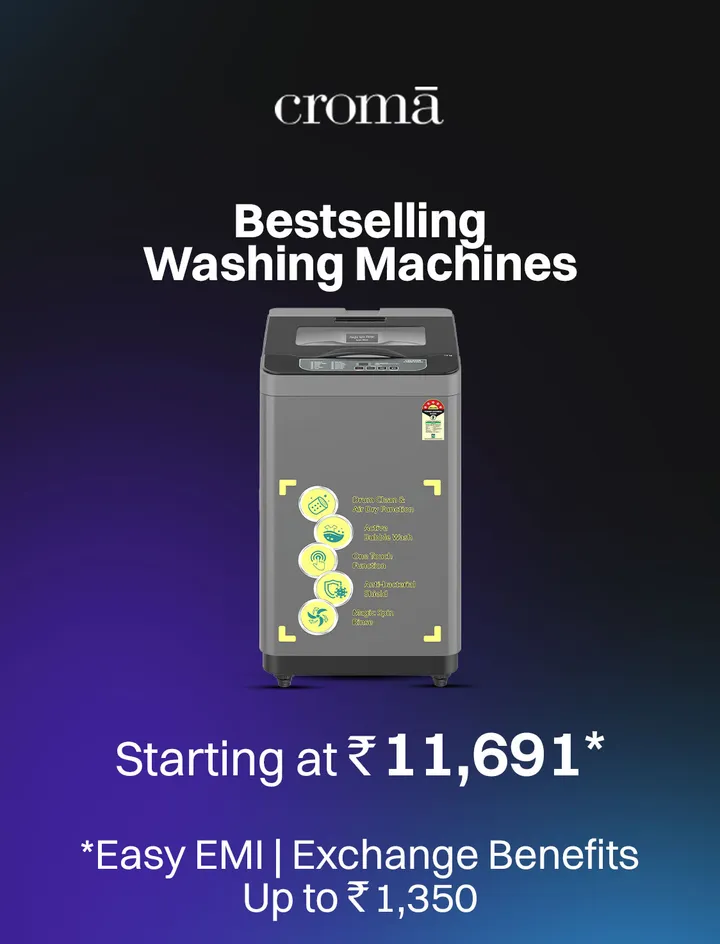 cromā
Bestselling
Washing Machines
Drum Clean &
Air Dry Function
Active
Bubble Wash
One Touch
Function
Anti-bacterial
Shield
Magic Spin
Rinse
Starting at ₹11,691*
*Easy EMI | Exchange Benefits
Up to ₹1,350